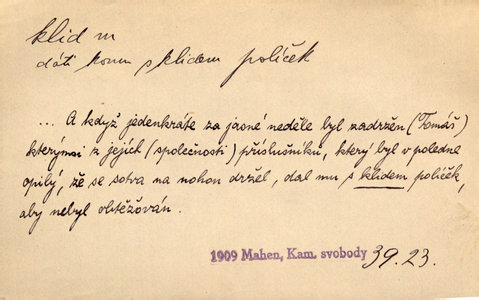 klid m
dáti komu s klidem políček
... A když jedenkráte za jasné neděle byl zadržen (Tomáš)
kterýmsi z jejich (společnosti) příslušníků, který byl v poledne
opilý, že se sotva na nohou držel, dal mu s klidem políček,
aby nebyl obtěžován.
1909 Mahen, Kam. svobody 39.23.